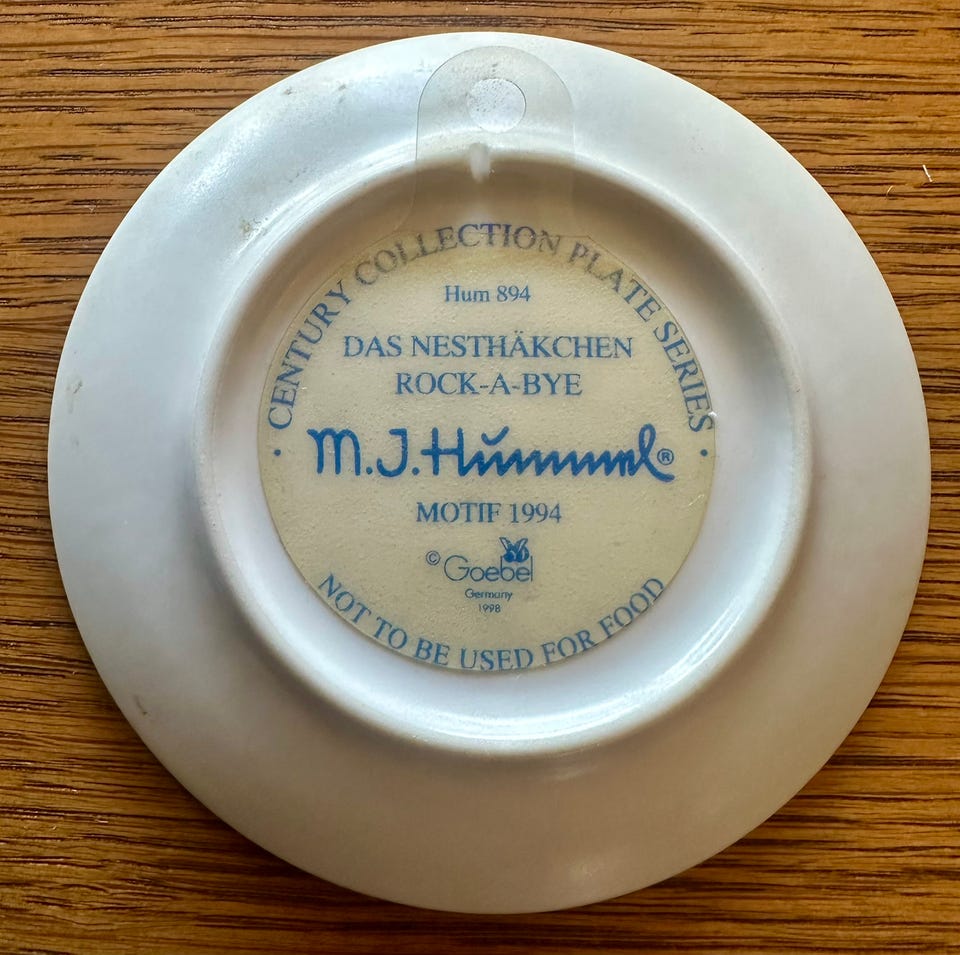 CENTURY COLLECTION PLATE SERIES
Hum 894
DAS NESTHÄKCHEN
ROCK-A-BYE
M.J.Hummel®
MOTIF 1994
© Goebel
Germany
1998
· NOT TO BE USED FOR FOOD ·